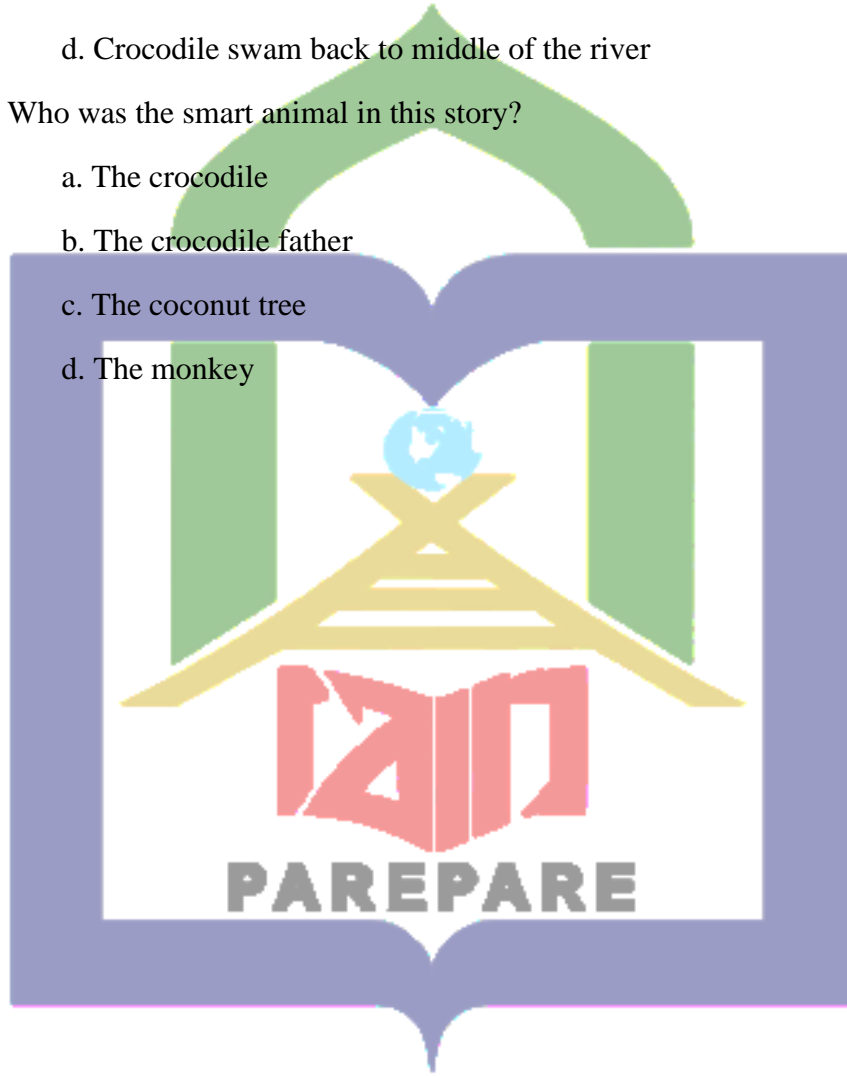 d. Crocodile swam back to middle of the river
Who was the smart animal in this story?
a. The crocodile
b. The crocodile father
c. The coconut tree
d. The monkey
iain
PAREPARE